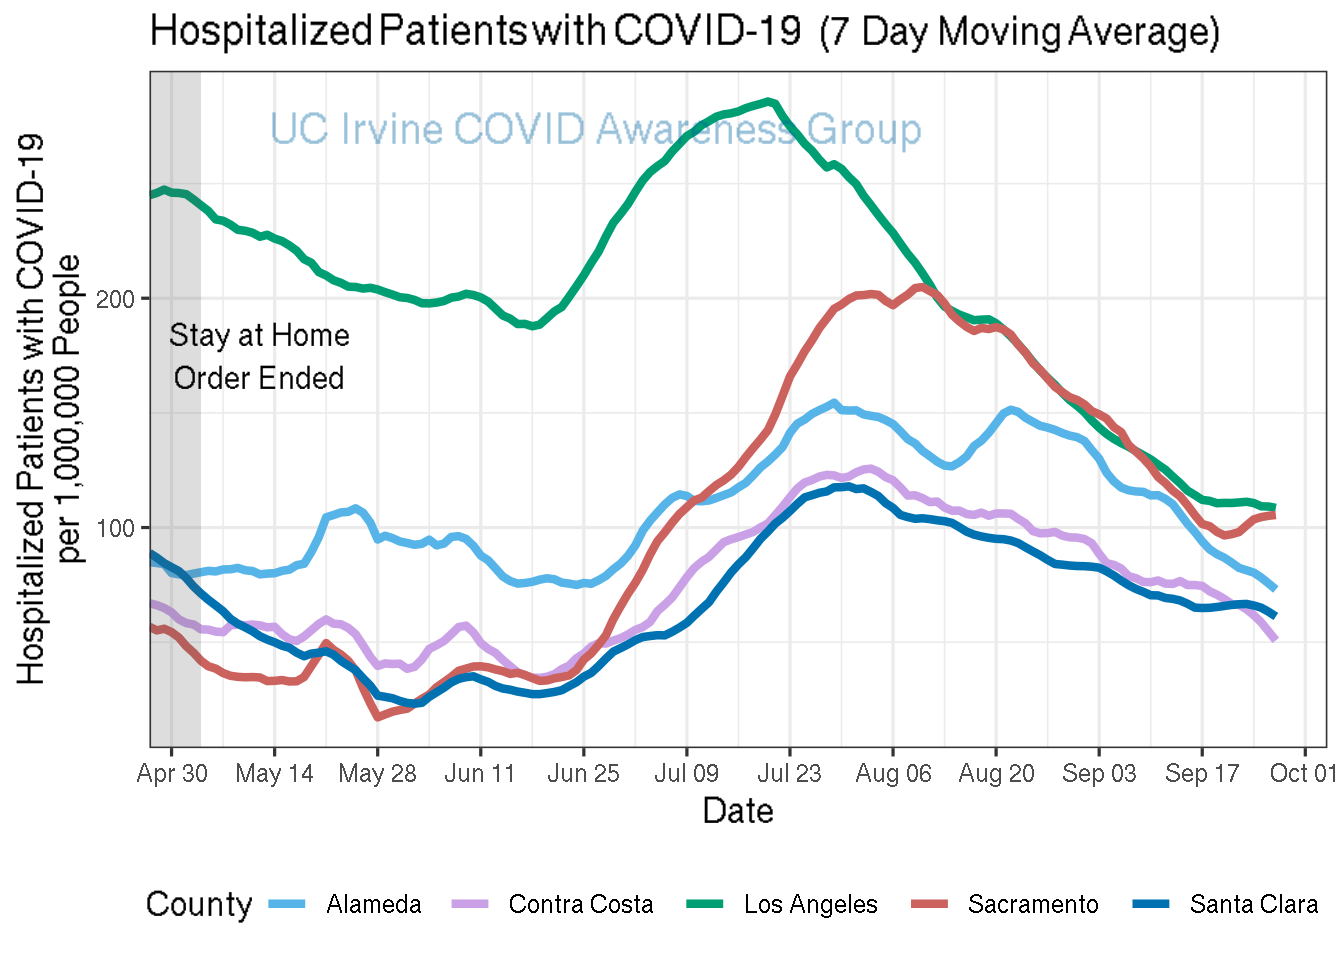 Hospitalized Patients with COVID-19 (7 Day Moving Average)
UC Irvine COVID Awareness Group
Hospitalized Patients with COVID-19
per 1,000,000 People
200
100
Stay at Home
Order Ended
Apr 30 May 14 May 28 Jun 11 Jun 25 Jul 09 Jul 23 Aug 06 Aug 20 Sep 03 Sep 17 Oct 01
Date
County Alameda Contra Costa Los Angeles Sacramento Santa Clara